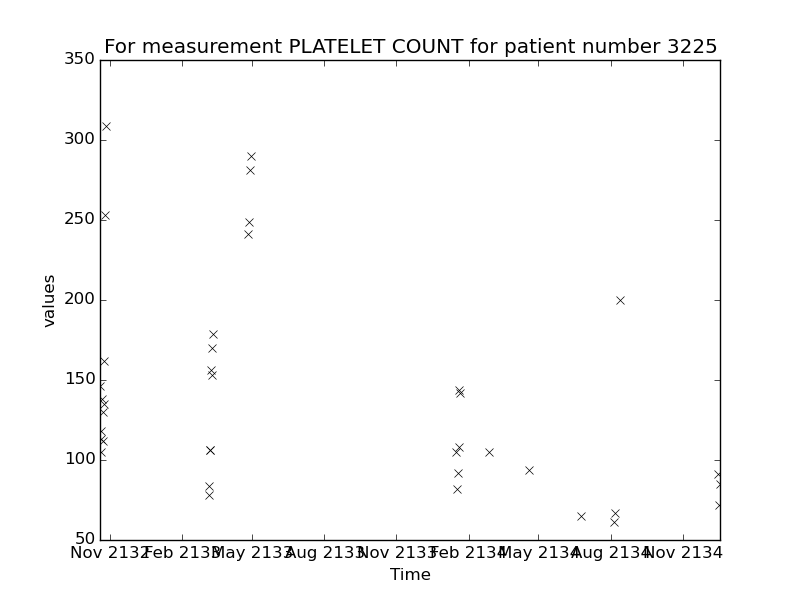 For measurement PLATELET COUNT for patient number 3225
350
300
250
200
150
100
50
values
Nov 2132 Feb 2133 May 2133 Aug 2133 Nov 2133 Feb 2134 May 2134 Aug 2134 Nov 2134
Time